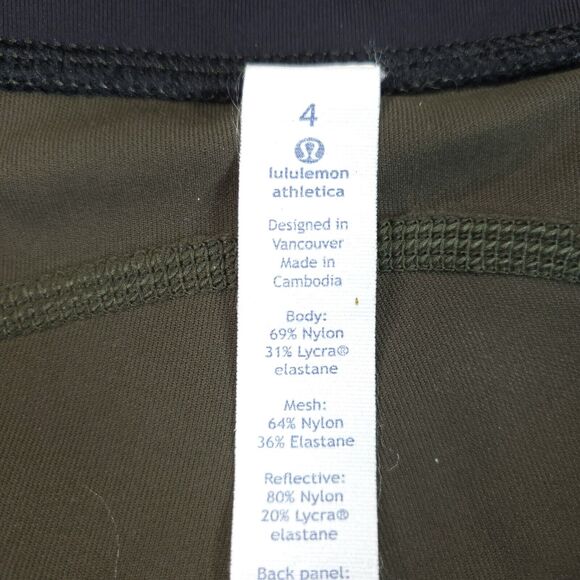 4
lululemon
athletica
Designed in
Vancouver
Made in
Cambodia
Body:
69% Nylon
31% Lycra®
elastane
Mesh:
64% Nylon
36% Elastane
Reflective:
80% Nylon
20% Lycra®
elastane
Back panel: